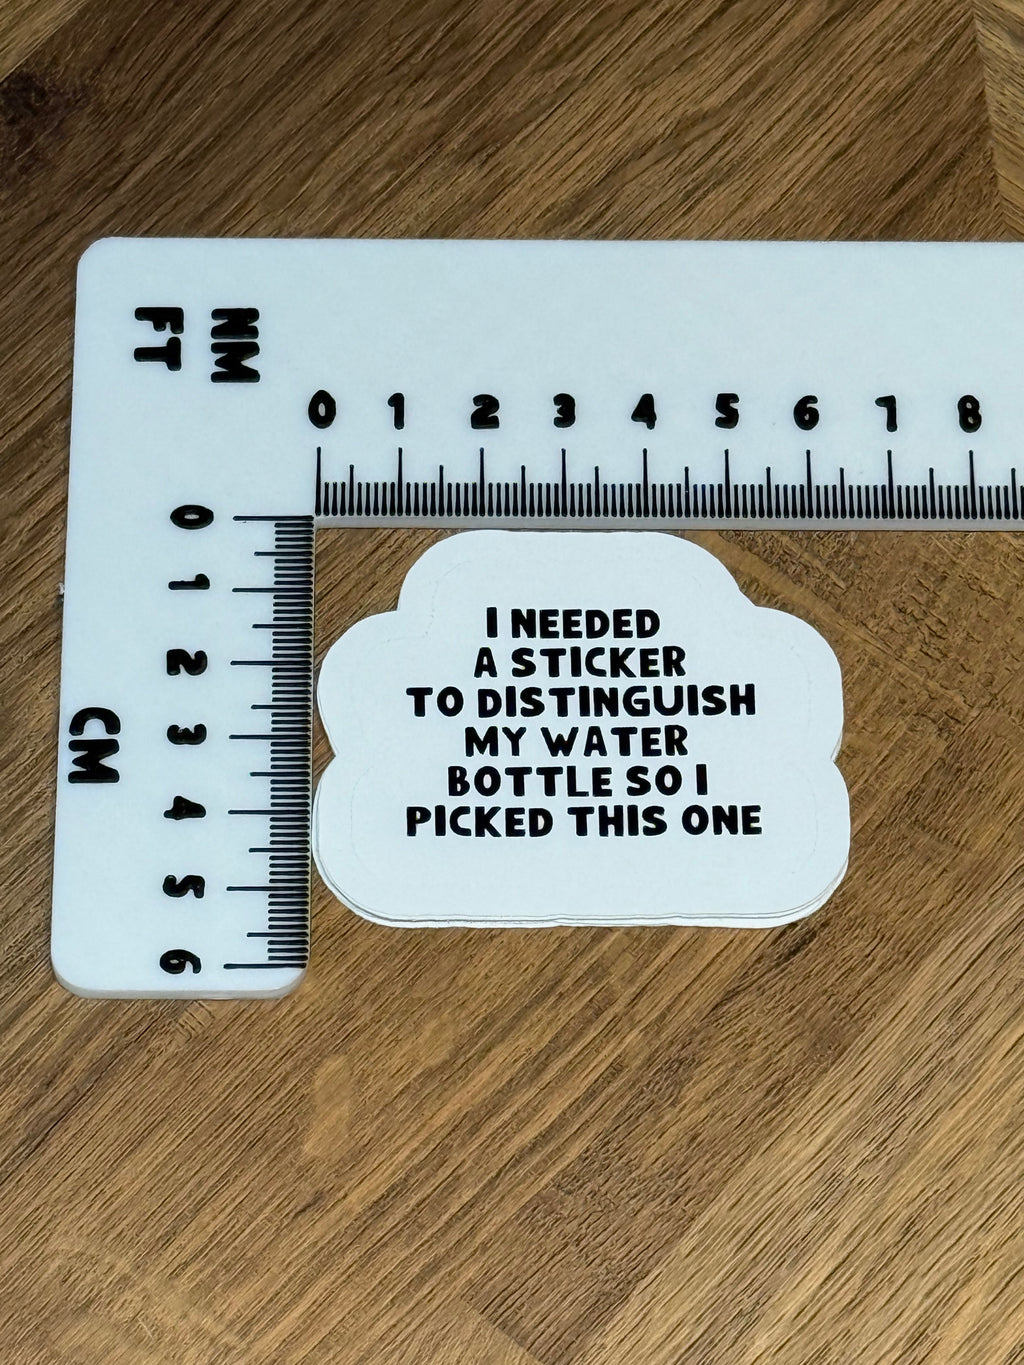 NM
FT
0 1 2 3 4 5 6 7 8
0
1
2
3
4
5
6
CM
I NEEDED
A STICKER
TO DISTINGUISH
MY WATER
BOTTLE SO I
PICKED THIS ONE